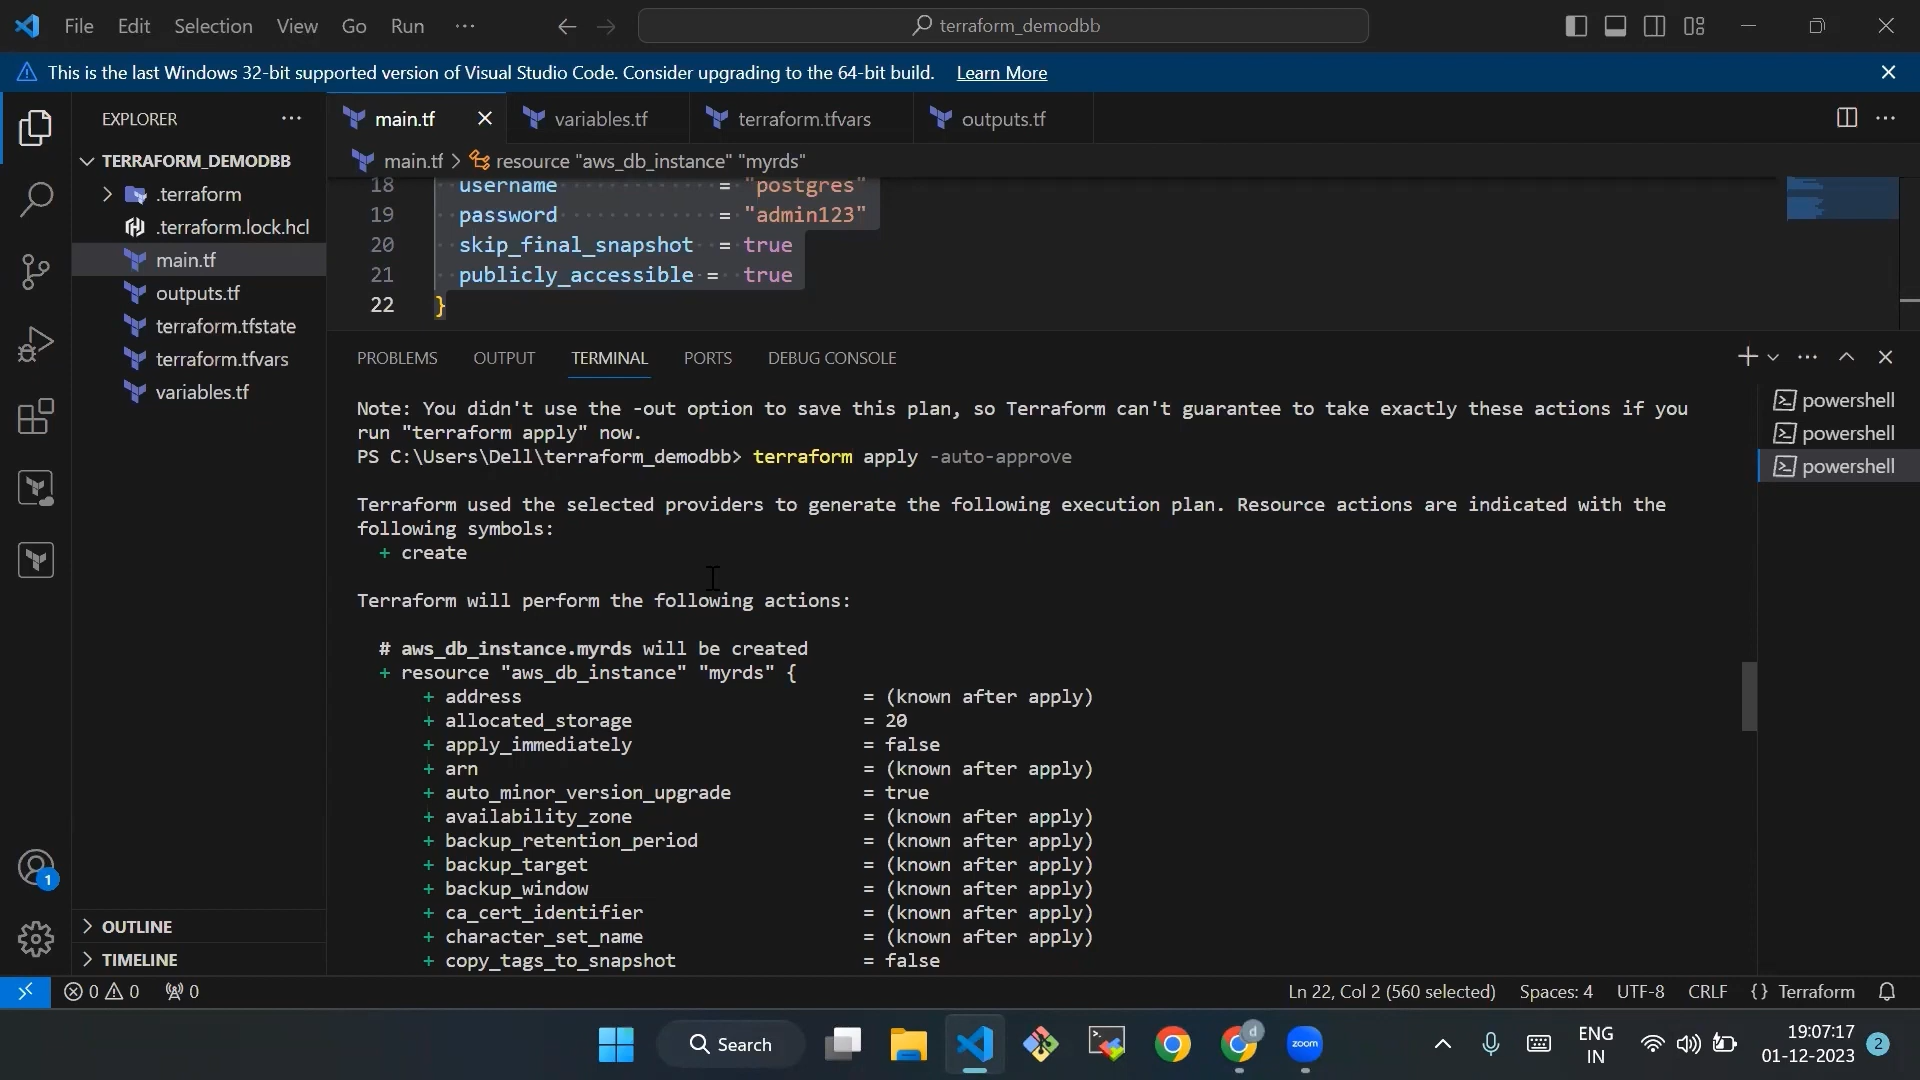 File Edit Selection View Go Run ··· terraform_demodbb
This is the last Windows 32-bit supported version of Visual Studio Code. Consider upgrading to the 64-bit build. Learn More
EXPLORER
TERRAFORM_DEMODBB
.terraform
.terraform.lock.hcl
main.tf
outputs.tf
terraform.tfstate
terraform.tfvars
variables.tf
OUTLINE
TIMELINE
1
main.tf variables.tf terraform.tfvars outputs.tf
main.tf > resource "aws_db_instance" "myrds"
18 username = "postgres"
19 password = "admin123"
20 skip_final_snapshot = true
21 publicly_accessible = true
22 }
PROBLEMS OUTPUT TERMINAL PORTS DEBUG CONSOLE
Note: You didn't use the -out option to save this plan, so Terraform can't guarantee to take exactly these actions if you
run "terraform apply" now.
PS C:\Users\Dell\terraform_demodbb> terraform apply -auto-approve
Terraform used the selected providers to generate the following execution plan. Resource actions are indicated with the
following symbols:
+ create
Terraform will perform the following actions:
# aws_db_instance.myrds will be created
+ resource "aws_db_instance" "myrds" {
+ address = (known after apply)
+ allocated_storage = 20
+ apply_immediately = false
+ arn = (known after apply)
+ auto_minor_version_upgrade = true
+ availability_zone = (known after apply)
+ backup_retention_period = (known after apply)
+ backup_target = (known after apply)
+ backup_window = (known after apply)
+ ca_cert_identifier = (known after apply)
+ character_set_name = (known after apply)
+ copy_tags_to_snapshot = false
powershell
powershell
powershell
0 0 0 Ln 22, Col 2 (560 selected) Spaces: 4 UTF-8 CRLF {} Terraform
Search d zoom ENG 19:07:17 2
IN 01-12-2023